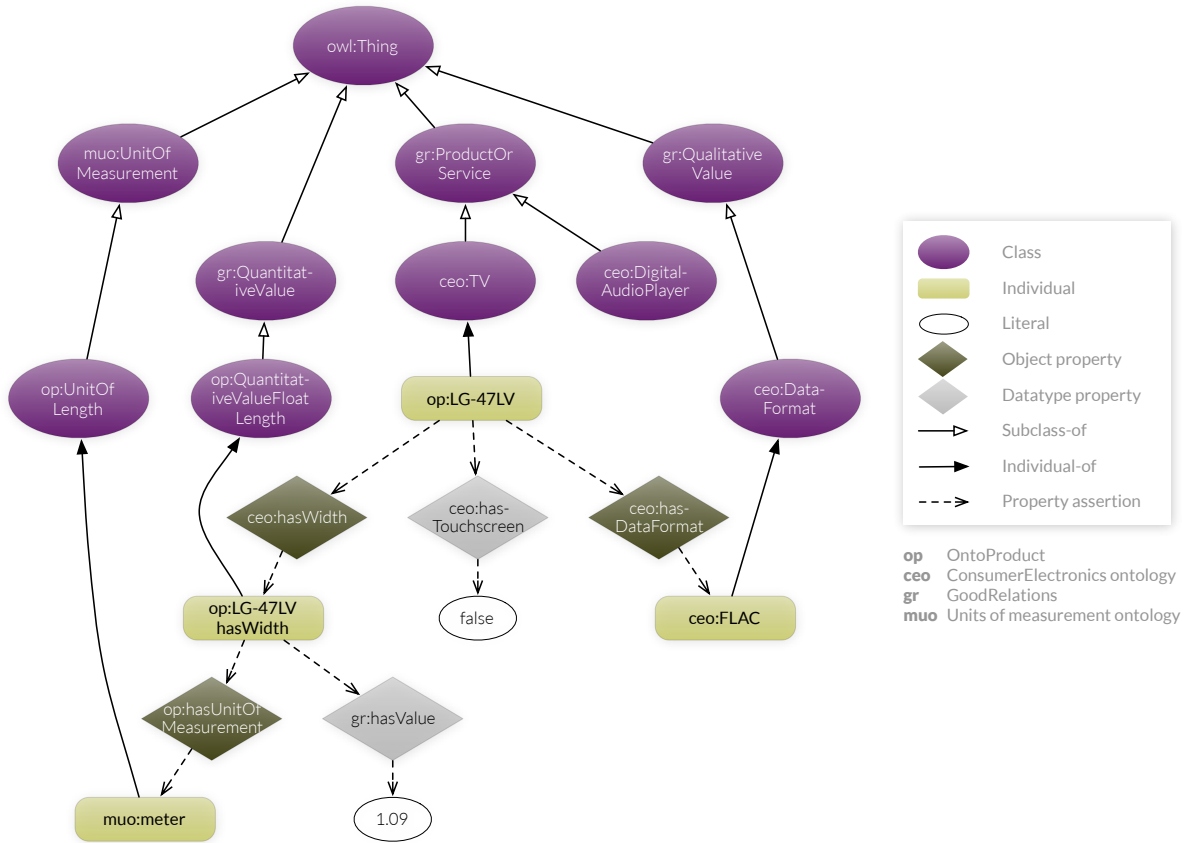 owl:Thing
muo:UnitOf
Measurement
gr:ProductOr
Service
gr:Qualitative
Value
gr:Quantitat-
iveValue
ceo:TV
ceo:Digital-
AudioPlayer
op:UnitOf
Length
op:Quantitat-
iveValueFloat
Length
op:LG-47LV
ceo:Data-
Format
ceo:hasWidth
ceo:has-
Touchscreen
ceo:has-
DataFormat
op:LG-47LV
hasWidth
false
ceo:FLAC
op:hasUnitOf
Measurement
gr:hasValue
muo:meter
1.09
Class
Individual
Literal
Object property
Datatype property
Subclass-of
Individual-of
Property assertion
op OntoProduct
ceo ConsumerElectronics ontology
gr GoodRelations
muo Units of measurement ontology